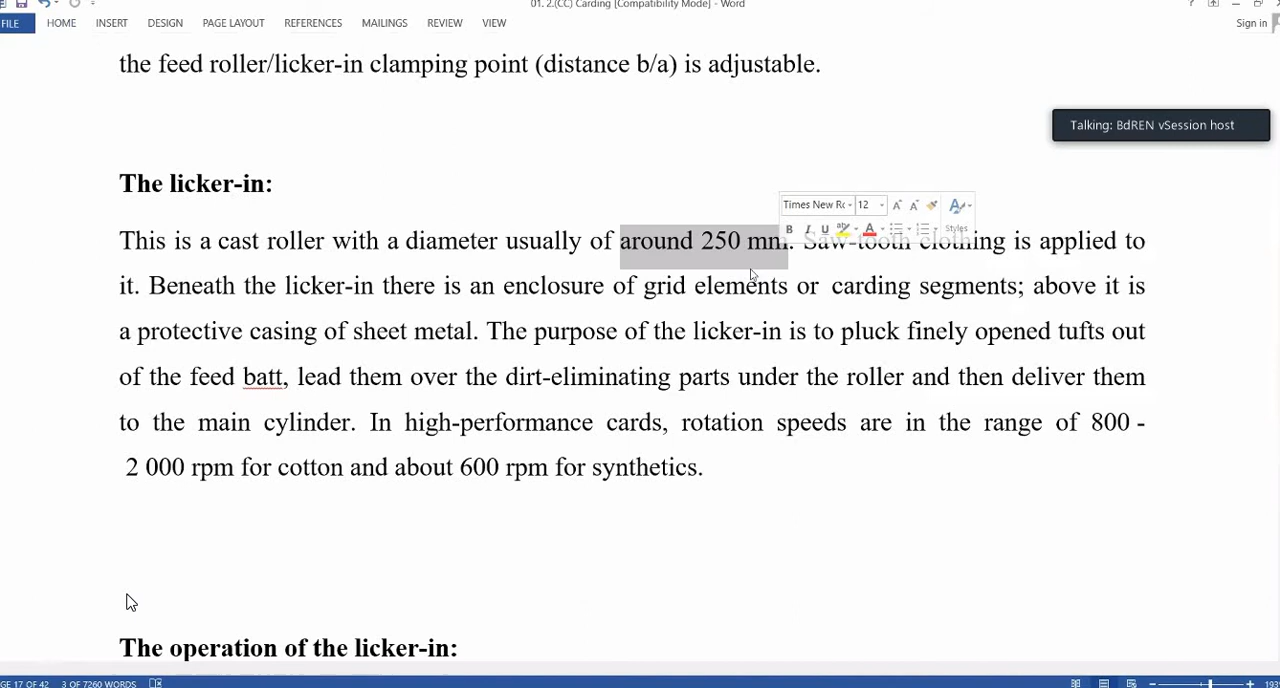 01. 2.(CC) Carding [Compatibility Mode] - Word
FILE HOME INSERT DESIGN PAGE LAYOUT REFERENCES MAILINGS REVIEW VIEW Sign in
the feed roller/licker-in clamping point (distance b/a) is adjustable.
Talking: BdREN vSession host
The licker-in:
Times New Ro 12
B I U Styles
This is a cast roller with a diameter usually of around 250 mm. Saw-tooth clothing is applied to
it. Beneath the licker-in there is an enclosure of grid elements or carding segments; above it is
a protective casing of sheet metal. The purpose of the licker-in is to pluck finely opened tufts out
of the feed batt, lead them over the dirt-eliminating parts under the roller and then deliver them
to the main cylinder. In high-performance cards, rotation speeds are in the range of 800 -
2 000 rpm for cotton and about 600 rpm for synthetics.
The operation of the licker-in:
GE 17 OF 42 3 OF 7260 WORDS